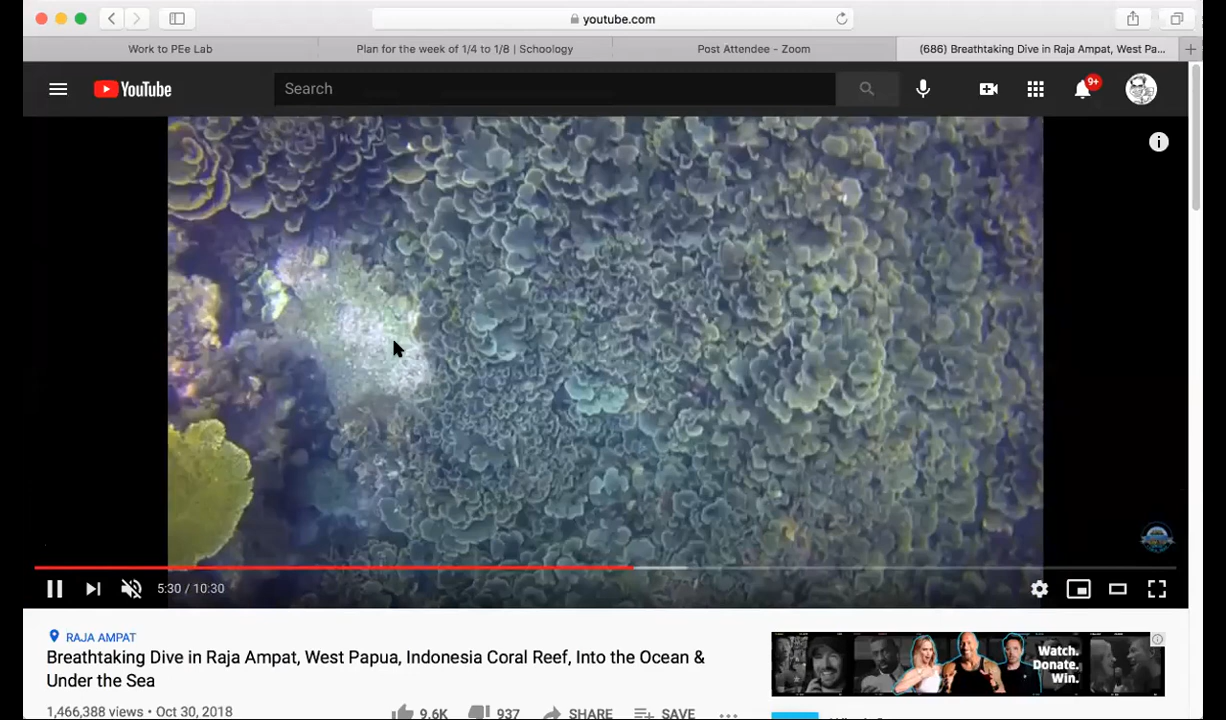 youtube.com
Work to PEe Lab
Plan for the week of 1/4 to 1/8 | Schoology
Post Attendee - Zoom
(686) Breathtaking Dive in Raja Ampat, West Pa...
YouTube
Search
9+
5:30 / 10:30
RAJA AMPAT
Breathtaking Dive in Raja Ampat, West Papua, Indonesia Coral Reef, Into the Ocean &
Under the Sea
Watch.
Donate.
Win.
1,466,388 views • Oct 30, 2018
9.6K
937
SHARE
SAVE